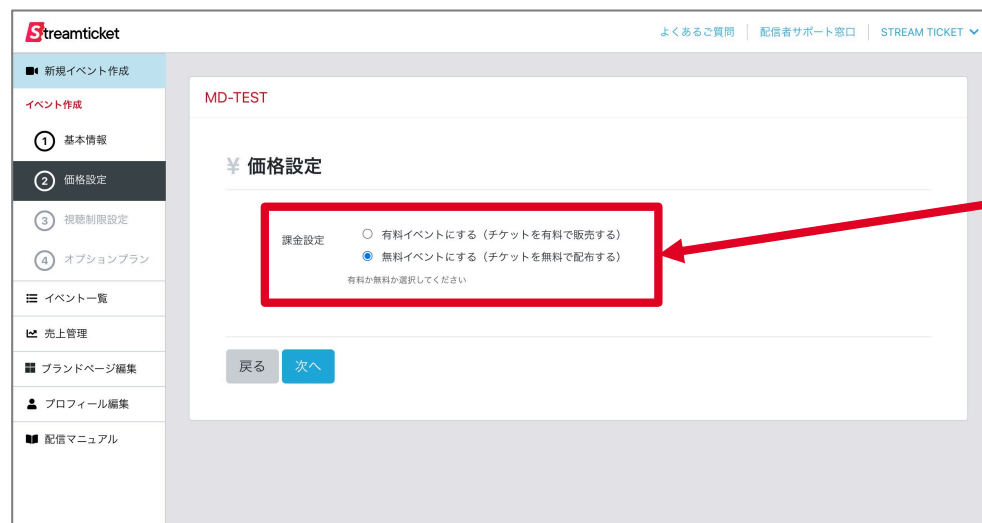 Streamticket
よくあるご質問 配信者サポート窓口 STREAM TICKET
新規イベント作成
イベント作成
1 基本情報
2 価格設定
3 視聴制限設定
4 オプションプラン
イベント一覧
売上管理
ブランドページ編集
プロフィール編集
配信マニュアル
MD-TEST
¥ 価格設定
課金設定
有料イベントにする（チケットを有料で販売する）
無料イベントにする（チケットを無料で配布する）
有料か無料か選択してください
戻る 次へ